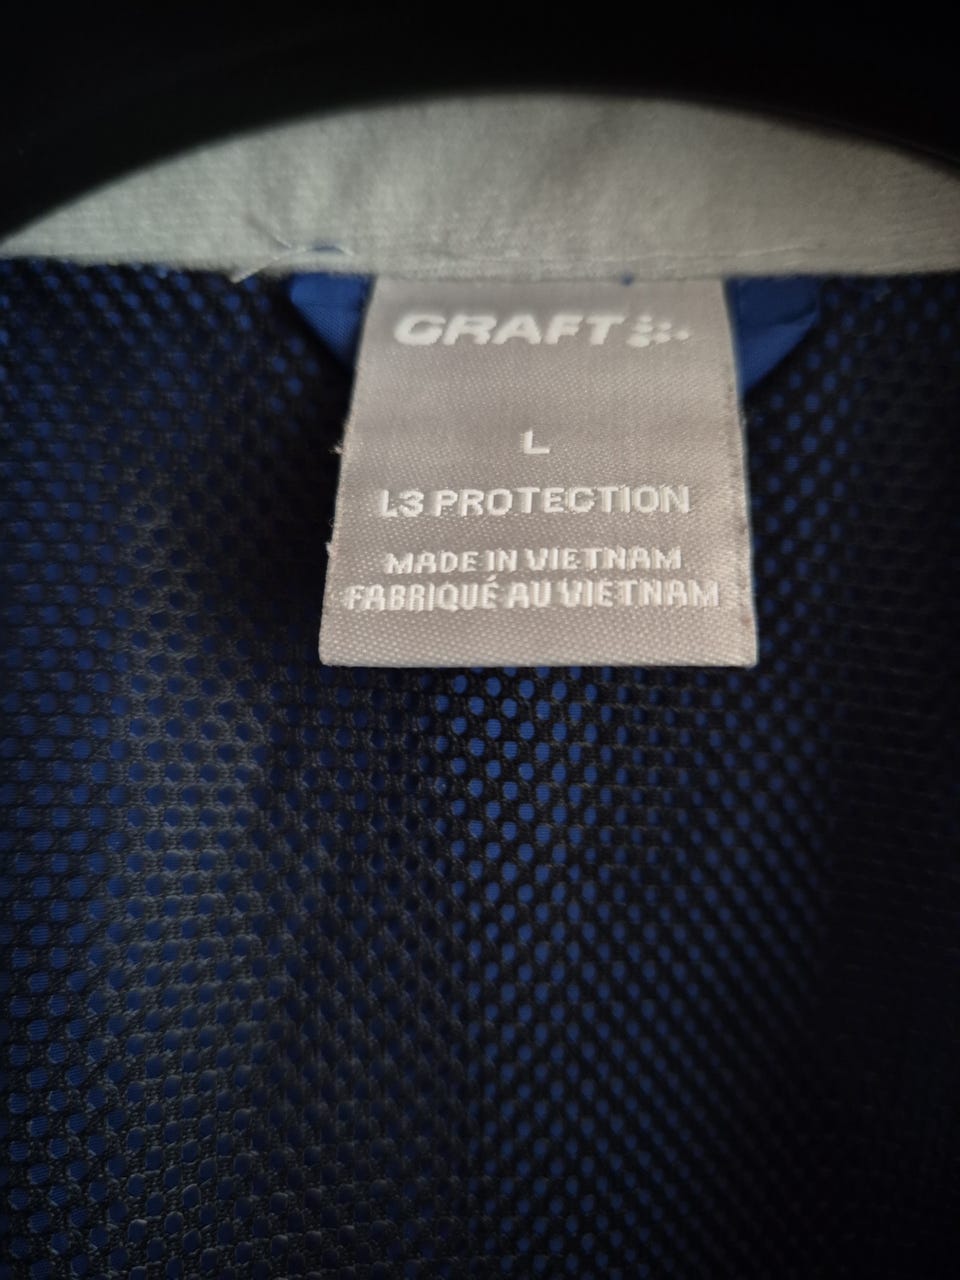 CRAFT
L
L3 PROTECTION
MADE IN VIETNAM
FABRIQUÉ AU VIETNAM